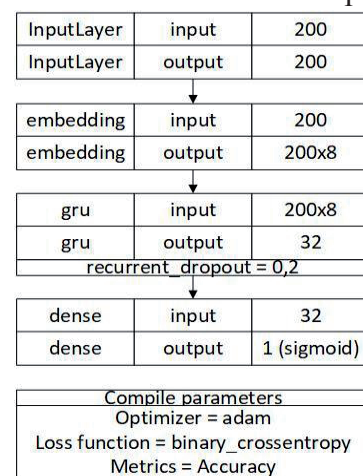 InputLayer input 200
InputLayer output 200
embedding input 200
embedding output 200x8
gru input 200x8
gru output 32
recurrent_dropout = 0,2
dense input 32
dense output 1 (sigmoid)
Compile parameters
Optimizer = adam
Loss function = binary_crossentropy
Metrics = Accuracy